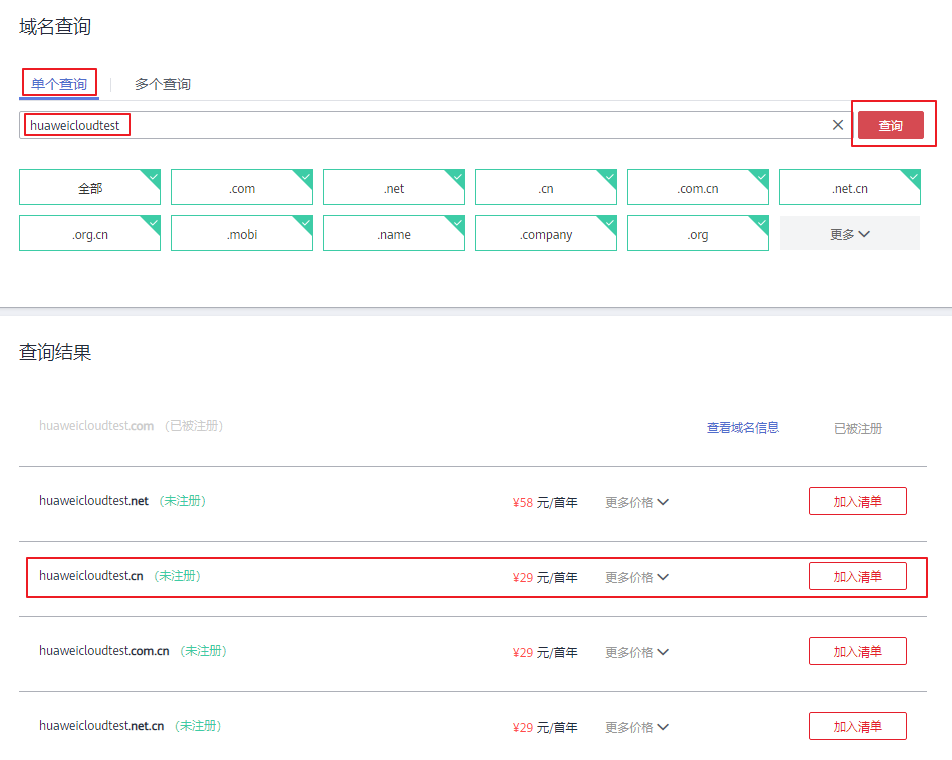 域名查询
单个查询 多个查询
huaweicloudtest 查询
全部 .com .net .cn .com.cn .net.cn
.org.cn .mobi .name .company .org 更多
查询结果
huaweicloudtest.com （已被注册） 查看域名信息 已被注册
huaweicloudtest.net （未注册） ¥58 元/首年 更多价格 加入清单
huaweicloudtest.cn （未注册） ¥29 元/首年 更多价格 加入清单
huaweicloudtest.com.cn （未注册） ¥29 元/首年 更多价格 加入清单
huaweicloudtest.net.cn （未注册） ¥29 元/首年 更多价格 加入清单